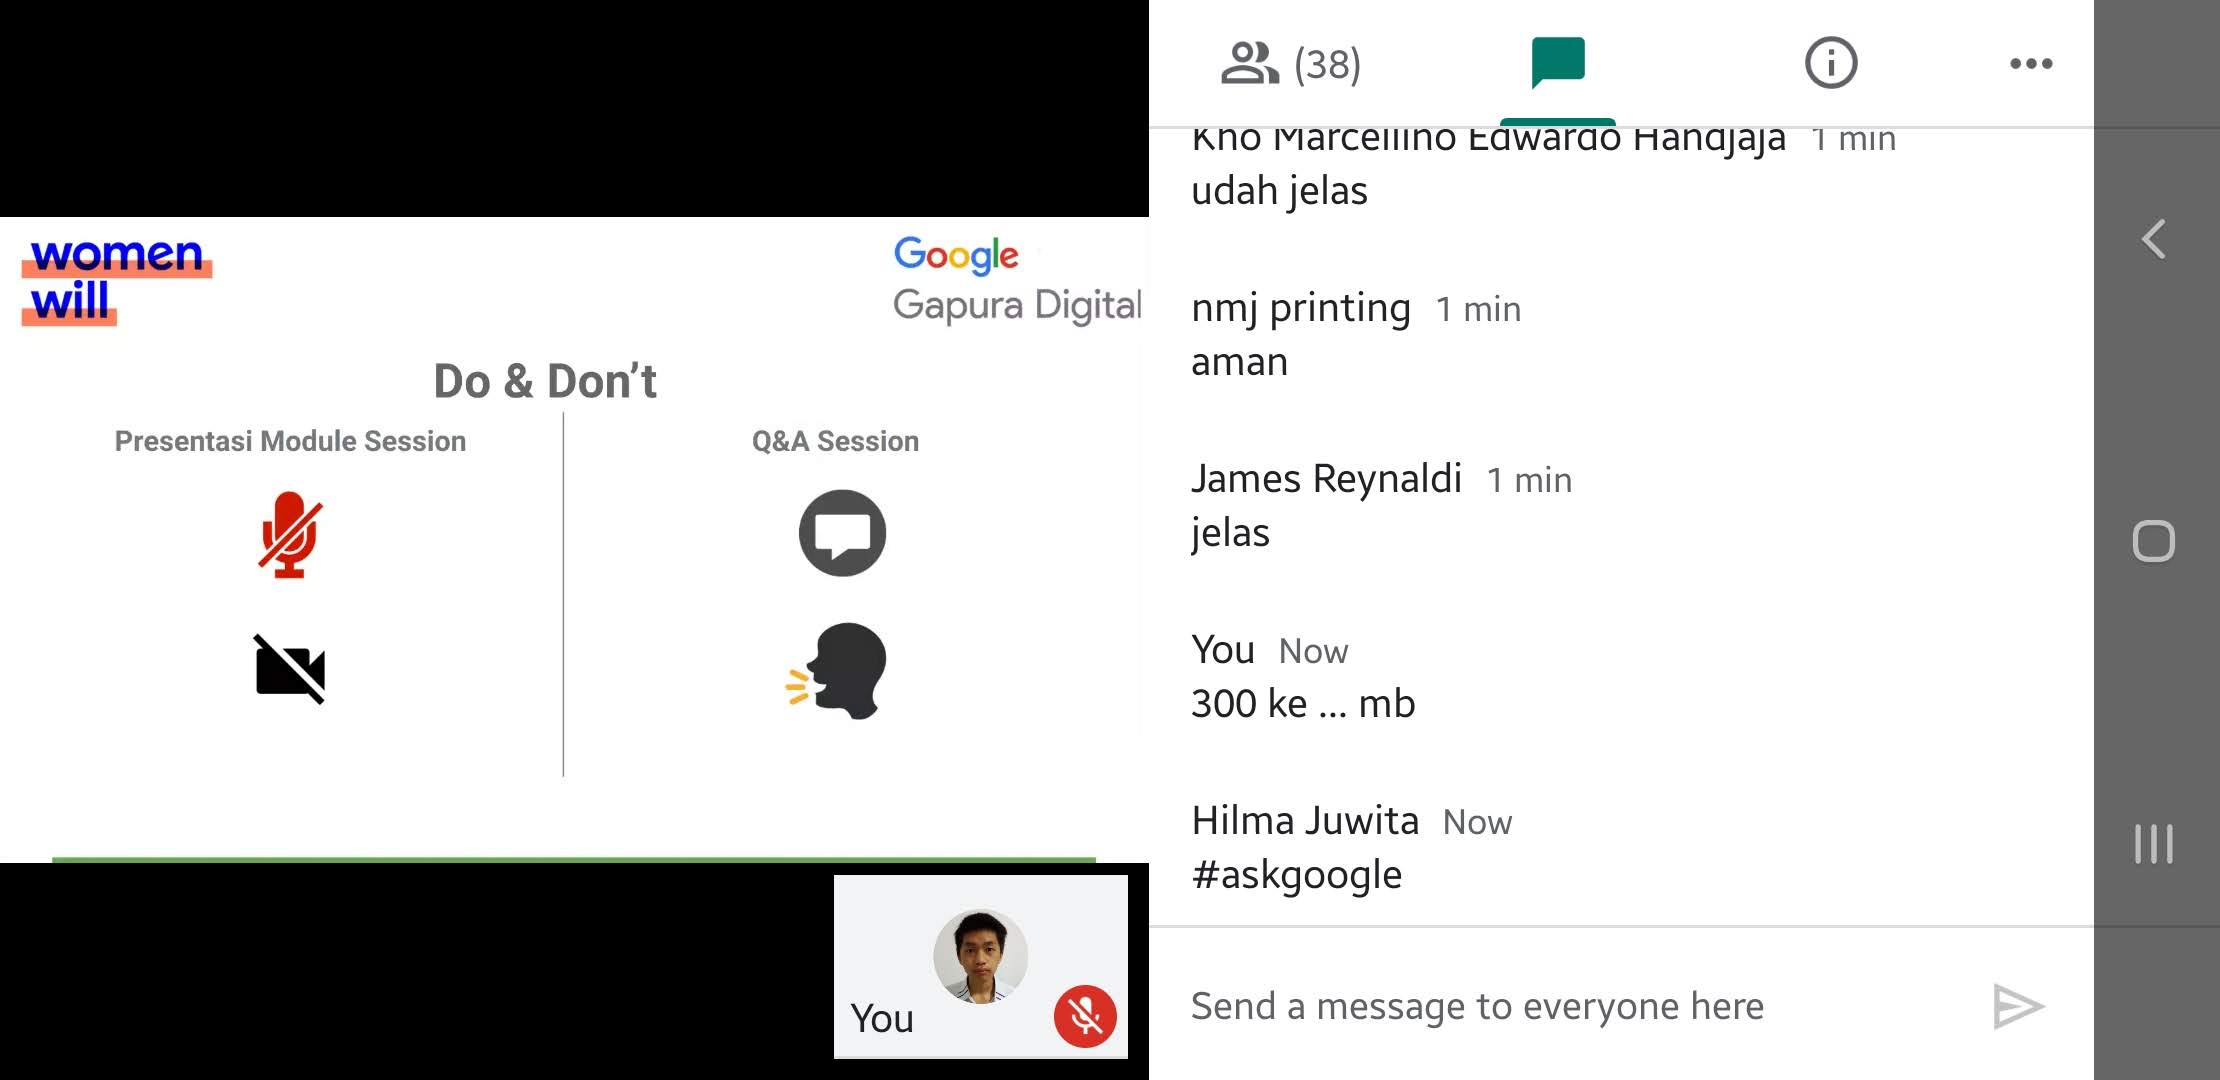 women
will
Google
Gapura Digital
Do & Don't
Presentasi Module Session
Q&A Session
You
(38)
Kho Marcellino Edwardo Handjaja 1 min
udah jelas
nmj printing 1 min
aman
James Reynaldi 1 min
jelas
You Now
300 ke ... mb
Hilma Juwita Now
#askgoogle
Send a message to everyone here